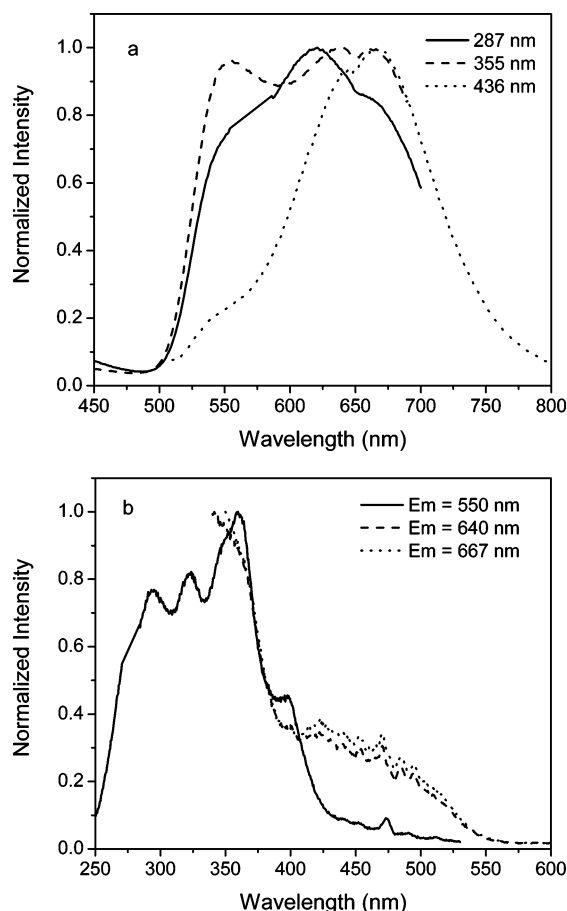 a
287 nm
355 nm
436 nm
1.0
0.8
0.6
0.4
0.2
0.0
Normalized Intensity
450 500 550 600 650 700 750 800
Wavelength (nm)
b
Em = 550 nm
Em = 640 nm
Em = 667 nm
1.0
0.8
0.6
0.4
0.2
0.0
Normalized Intensity
250 300 350 400 450 500 550 600
Wavelength (nm)